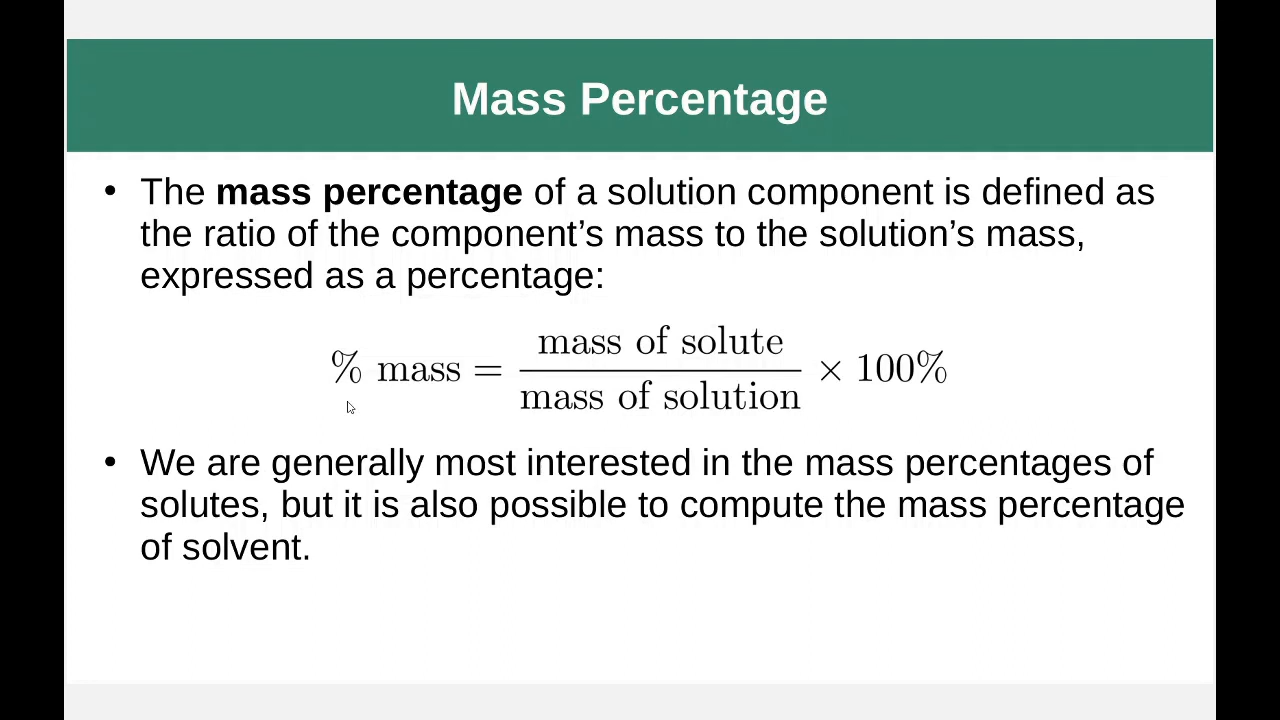 Mass Percentage
• The mass percentage of a solution component is defined as
the ratio of the component’s mass to the solution’s mass,
expressed as a percentage:
% mass = mass of solute / mass of solution × 100%
• We are generally most interested in the mass percentages of
solutes, but it is also possible to compute the mass percentage
of solvent.